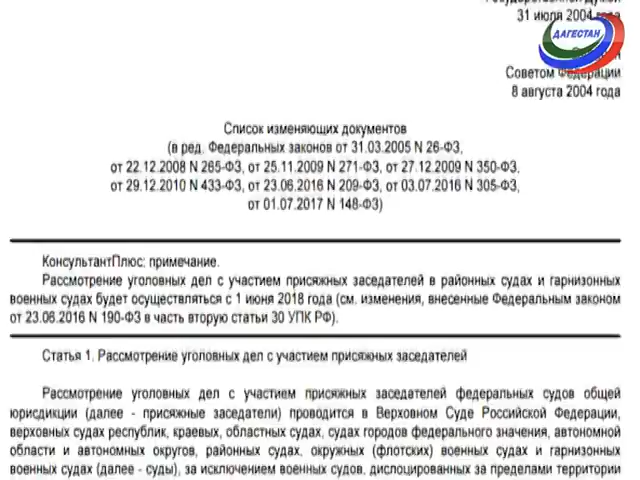 31 июля 2004 года
ДАГЕСТАН
Советом Федерации
8 августа 2004 года
Список изменяющих документов
(в ред. Федеральных законов от 31.03.2005 N 26-ФЗ,
от 22.12.2008 N 265-ФЗ, от 25.11.2009 N 271-ФЗ, от 27.12.2009 N 350-ФЗ,
от 29.12.2010 N 433-ФЗ, от 23.06.2016 N 209-ФЗ, от 03.07.2016 N 305-ФЗ,
от 01.07.2017 N 148-ФЗ)
КонсультантПлюс: примечание.
Рассмотрение уголовных дел с участием присяжных заседателей в районных судах и гарнизонных
военных судах будет осуществляться с 1 июня 2018 года (см. изменения, внесенные Федеральным законом
от 23.06.2016 N 190-ФЗ в часть вторую статьи 30 УПК РФ).
Статья 1. Рассмотрение уголовных дел с участием присяжных заседателей
Рассмотрение уголовных дел с участием присяжных заседателей федеральных судов общей
юрисдикции (далее - присяжные заседатели) проводится в Верховном Суде Российской Федерации,
верховных судах республик, краевых, областных судах, судах городов федерального значения, автономной
области и автономных округов, районных судах, окружных (флотских) военных судах и гарнизонных
военных судах (далее - суды), за исключением военных судов, дислоцированных за пределами территории